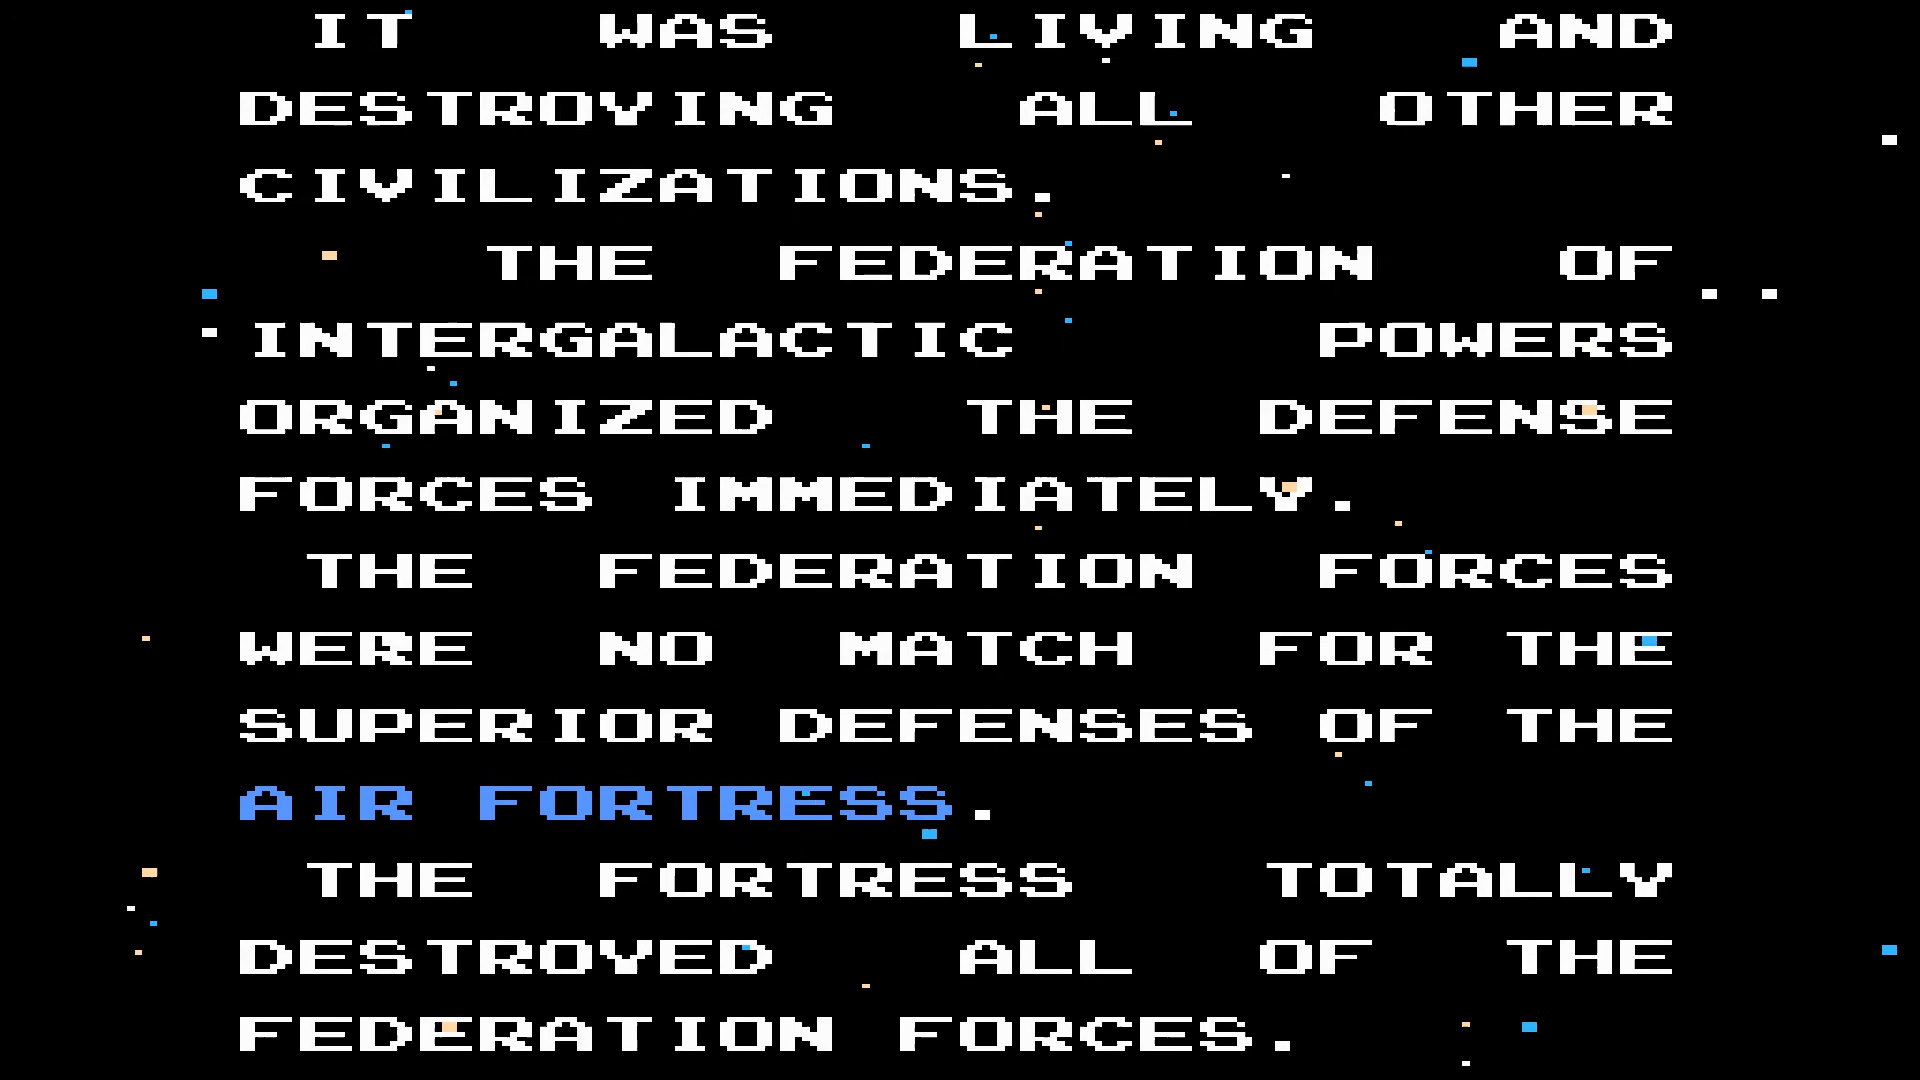 IT WAS LIVING AND
DESTROYING ALL OTHER
CIVILIZATIONS.
THE FEDERATION OF
INTERGALACTIC POWERS
ORGANIZED THE DEFENSE
FORCES IMMEDIATELY.
THE FEDERATION FORCES
WERE NO MATCH FOR THE
SUPERIOR DEFENSES OF THE
AIR FORTRESS.
THE FORTRESS TOTALLY
DESTROYED ALL OF THE
FEDERATION FORCES.